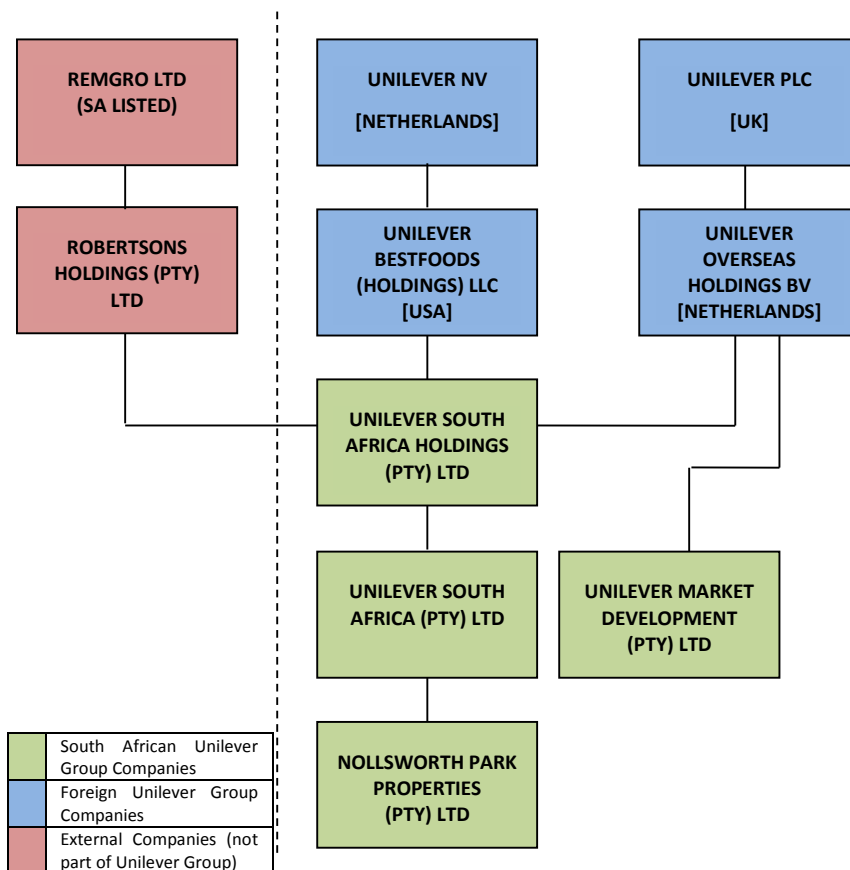 REMGRO LTD
(SA LISTED)
UNILEVER NV
[NETHERLANDS]
UNILEVER PLC
[UK]
ROBERTSONS
HOLDINGS (PTY)
LTD
UNILEVER
BESTFOODS
(HOLDINGS) LLC
[USA]
UNILEVER
OVERSEAS
HOLDINGS BV
[NETHERLANDS]
UNILEVER SOUTH
AFRICA HOLDINGS
(PTY) LTD
UNILEVER SOUTH
AFRICA (PTY) LTD
UNILEVER MARKET
DEVELOPMENT
(PTY) LTD
NOLLSWORTH PARK
PROPERTIES
(PTY) LTD
South African Unilever
Group Companies
Foreign Unilever Group
Companies
External Companies (not
part of Unilever Group)